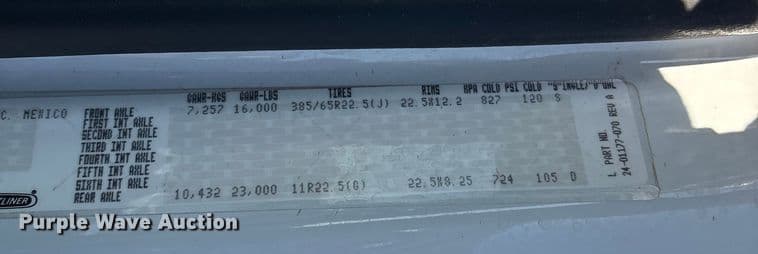 GAWR-KGS GAWR-LBS TIRES RIMS KPA COLD PSI COLD "S"INGLE/"D"UAL
C. MEXICO FRONT AXLE 7,257 16,000 385/65R22.5(J) 22.5X12.2 827 120 S
FIRST INT AXLE
SECOND INT AXLE
THIRD INT AXLE
FOURTH INT AXLE
FIFTH INT AXLE
SIXTH INT AXLE
REAR AXLE 10,432 23,000 11R22.5(G) 22.5X8.25 724 105 D
L PART NO.
24-01177-070 REV A
TLINER
Purple Wave Auction